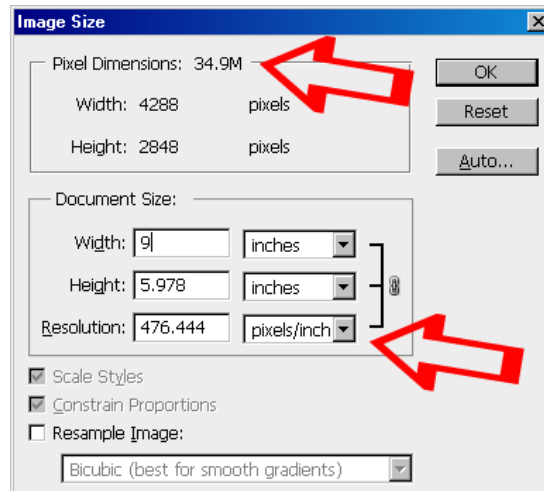 Image Size
Pixel Dimensions: 34.9M
OK
Width: 4288 pixels
Reset
Height: 2848 pixels
Auto...
Document Size:
Width: 9 inches
Height: 5.978 inches
Resolution: 476.444 pixels/inch
Scale Styles
Constrain Proportions
Resample Image:
Bicubic (best for smooth gradients)